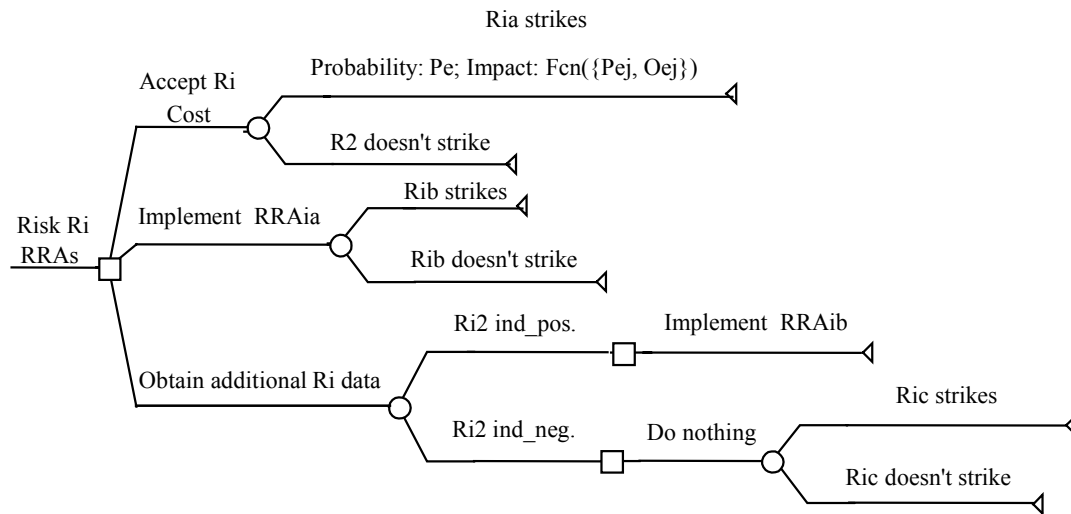 Ria strikes
Probability: Pe; Impact: Fcn({Pej, Oej})
Accept Ri
Cost
R2 doesn't strike
Rib strikes
Implement RRAia
Risk Ri
RRAs
Rib doesn't strike
Ri2 ind_pos.
Implement RRAib
Obtain additional Ri data
Ric strikes
Ri2 ind_neg.
Do nothing
Ric doesn't strike